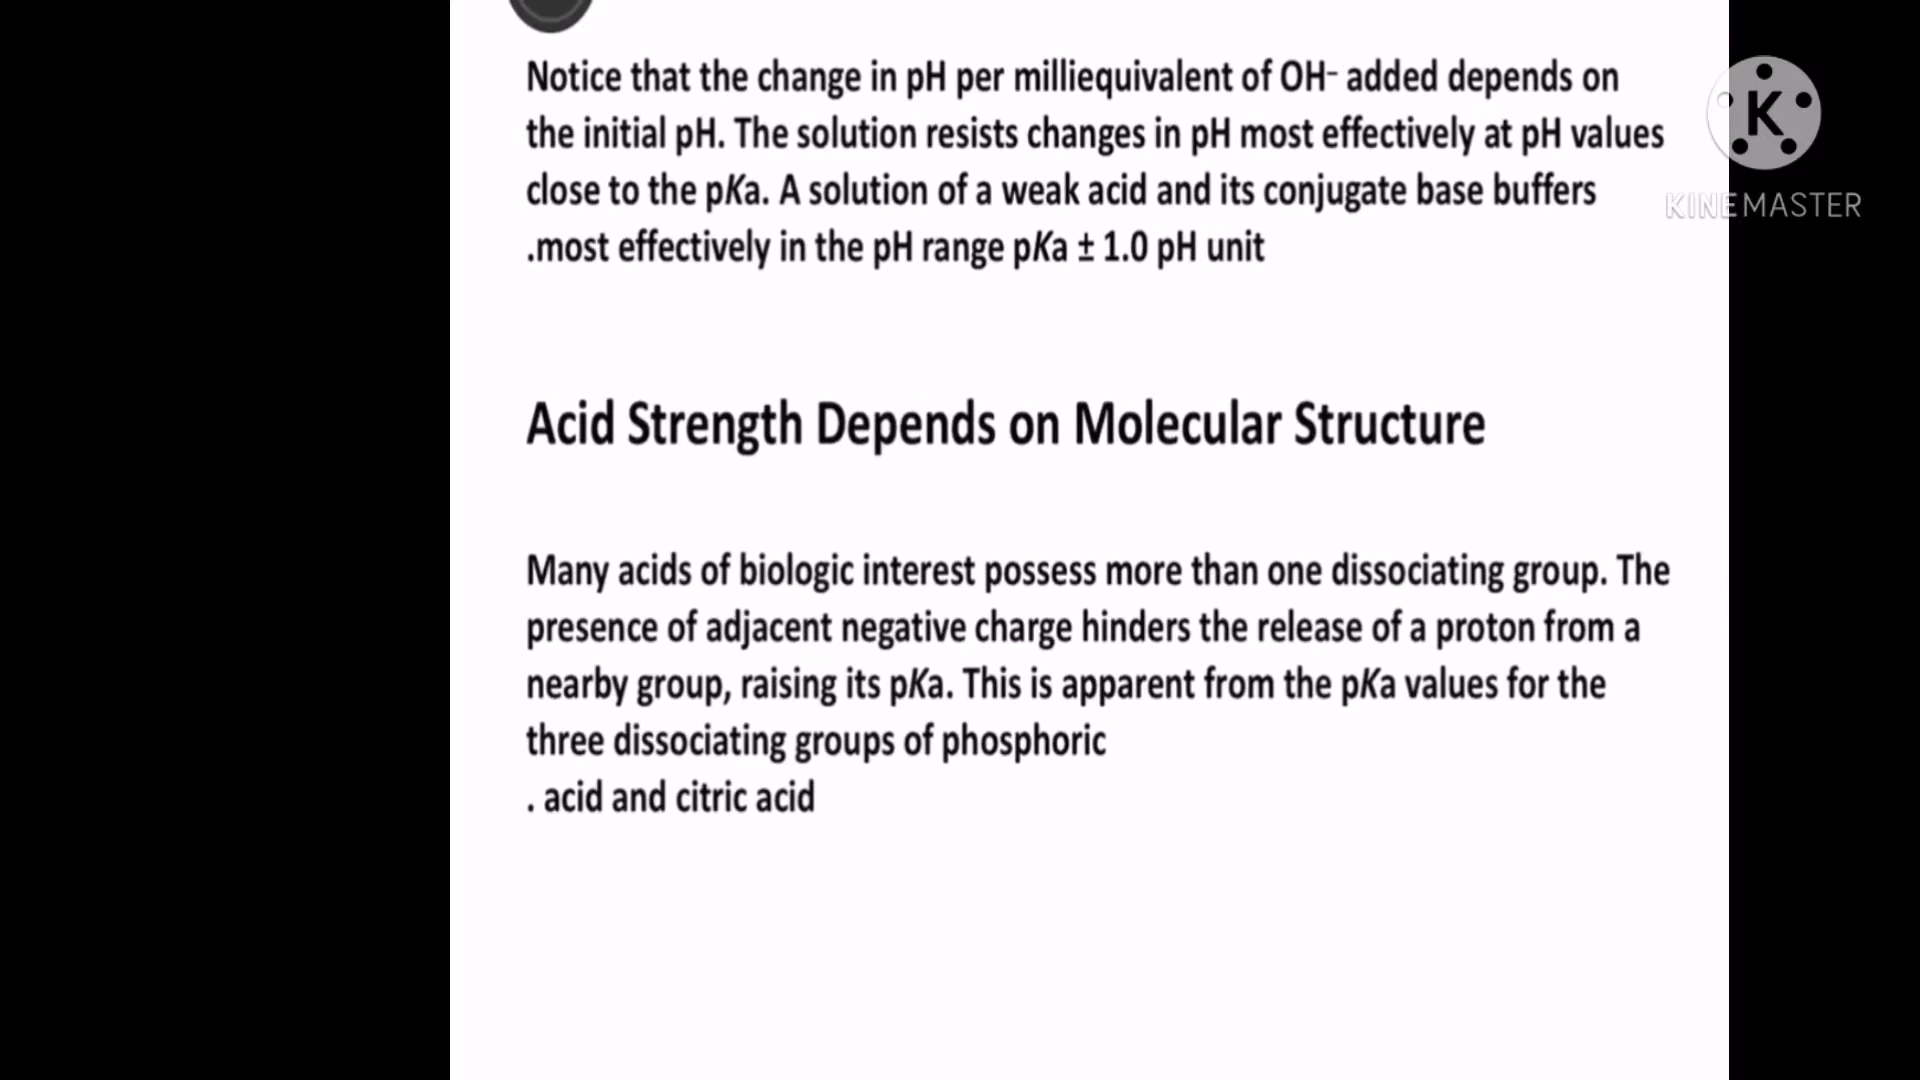 Notice that the change in pH per milliequivalent of OH– added depends on
the initial pH. The solution resists changes in pH most effectively at pH values
close to the pKa. A solution of a weak acid and its conjugate base buffers
.most effectively in the pH range pKa ± 1.0 pH unit
Acid Strength Depends on Molecular Structure
Many acids of biologic interest possess more than one dissociating group. The
presence of adjacent negative charge hinders the release of a proton from a
nearby group, raising its pKa. This is apparent from the pKa values for the
three dissociating groups of phosphoric
. acid and citric acid
K
KINEMASTER